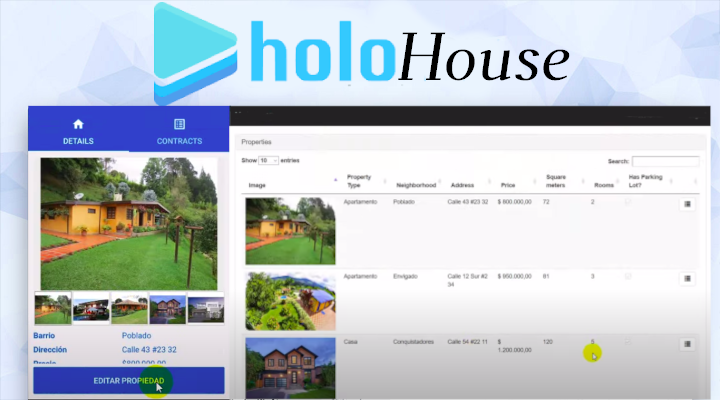 holoHouse
DETAILS CONTRACTS
Barrio Poblado
Dirección Calle 43 #23 32
Precio $800.000,00
EDITAR PROPIEDAD
Properties
Show 10 entries Search:
Image Property Type Neighborhood Address Price Square meters Rooms Has Parking Lot?
Apartamento Poblado Calle 43 #23 32 $ 800.000,00 72 2
Apartamento Envigado Calle 12 Sur #2 34 $ 950.000,00 81 3
Casa Conquistadores Calle 54 #22 11 $ 1.200.000,00 120 5